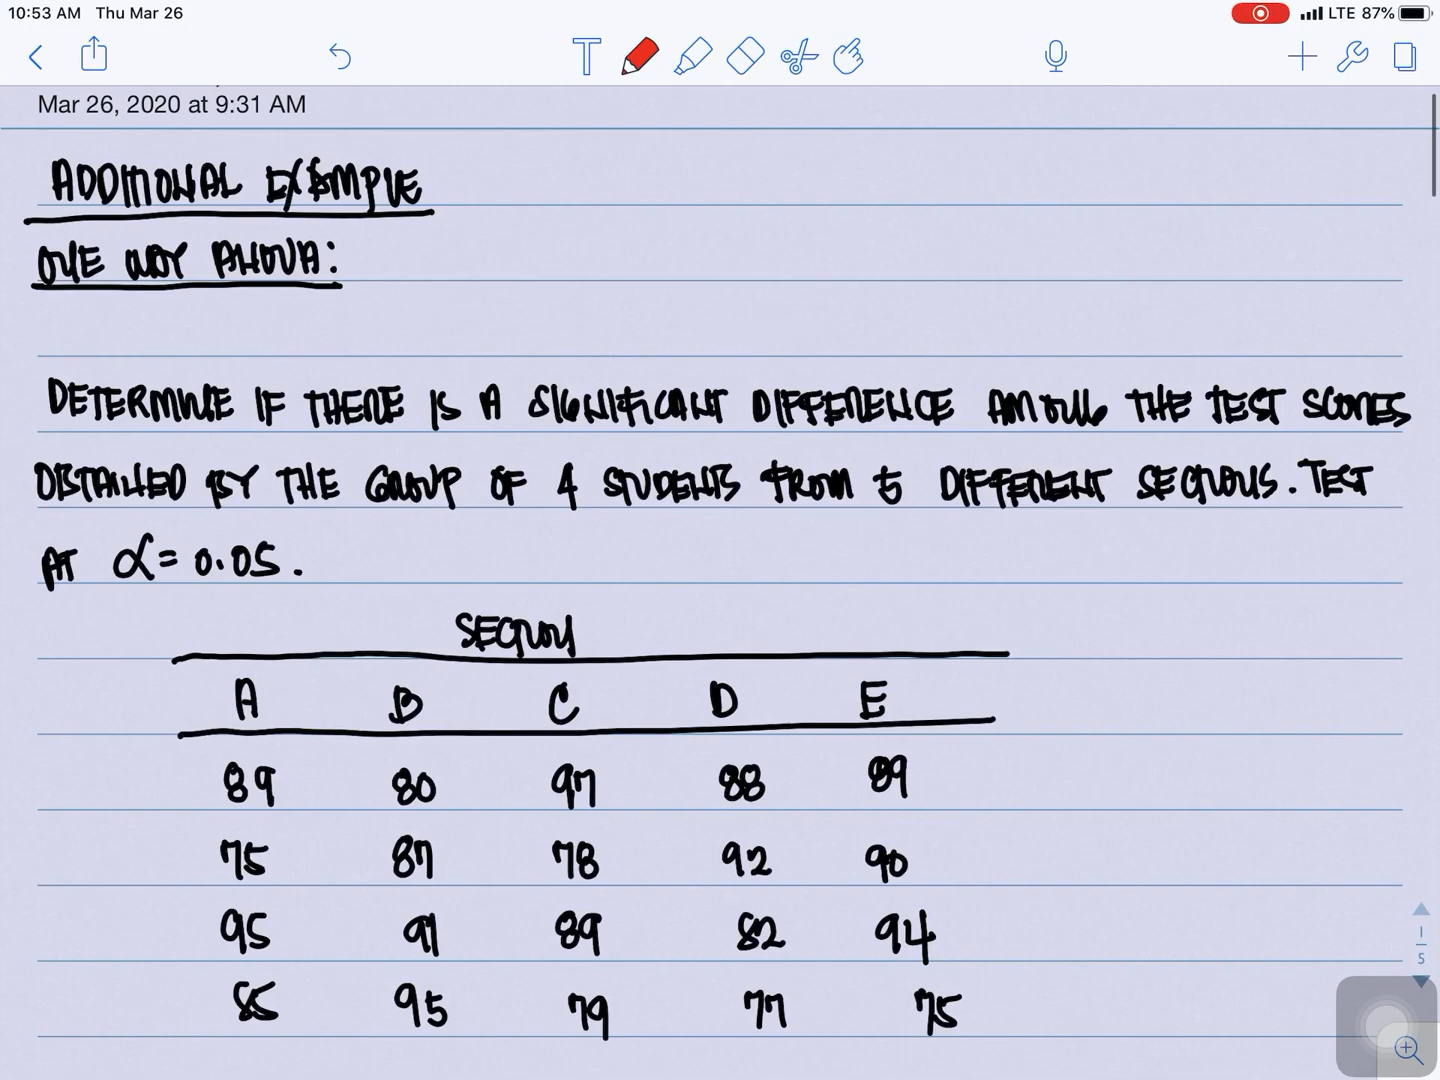 10:53 AM Thu Mar 26
LTE 87%
Mar 26, 2020 at 9:31 AM
ADDITIONAL EXAMPLE
ONE WAY ANOVA:
DETERMINE IF THERE IS A SIGNIFICANT DIFFERENCE AMONG THE TEST SCORES
OBTAINED BY THE GROUP OF 4 STUDENTS FROM 5 DIFFERENT SECTIONS. TEST
AT α = 0.05.
SECTION
A B C D E
89 80 97 88 89
75 87 78 92 90
95 91 89 82 94
85 95 79 77 75
1
5